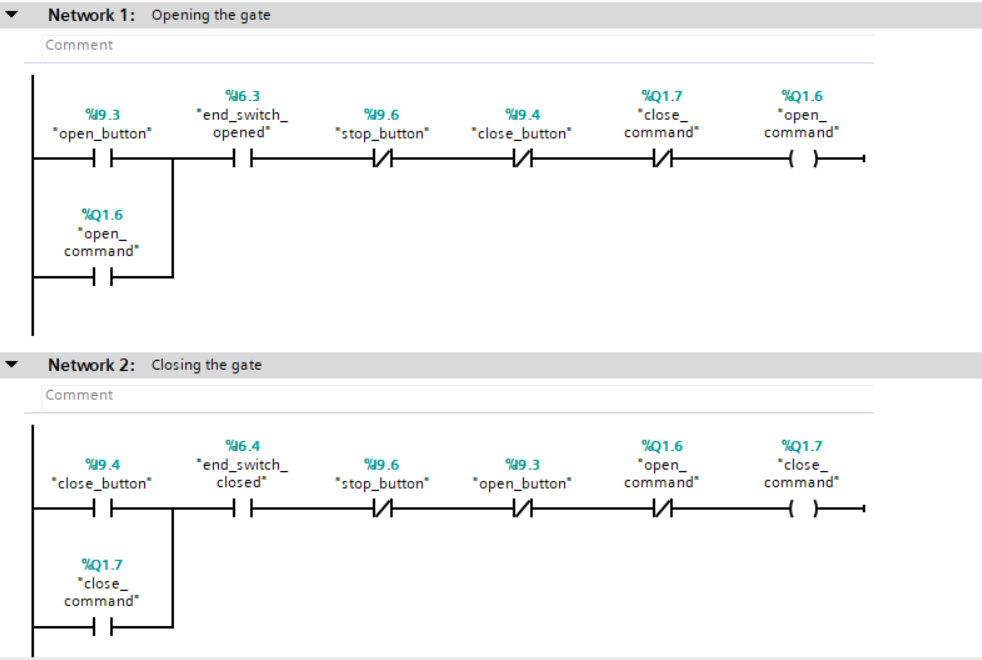 Network 1: Opening the gate
Comment
%I9.3
"open_button"
%I6.3
"end_switch_
opened"
%I9.6
"stop_button"
%I9.4
"close_button"
%Q1.7
"close_
command"
%Q1.6
"open_
command"
%Q1.6
"open_
command"
Network 2: Closing the gate
Comment
%I9.4
"close_button"
%I6.4
"end_switch_
closed"
%I9.6
"stop_button"
%I9.3
"open_button"
%Q1.6
"open_
command"
%Q1.7
"close_
command"
%Q1.7
"close_
command"